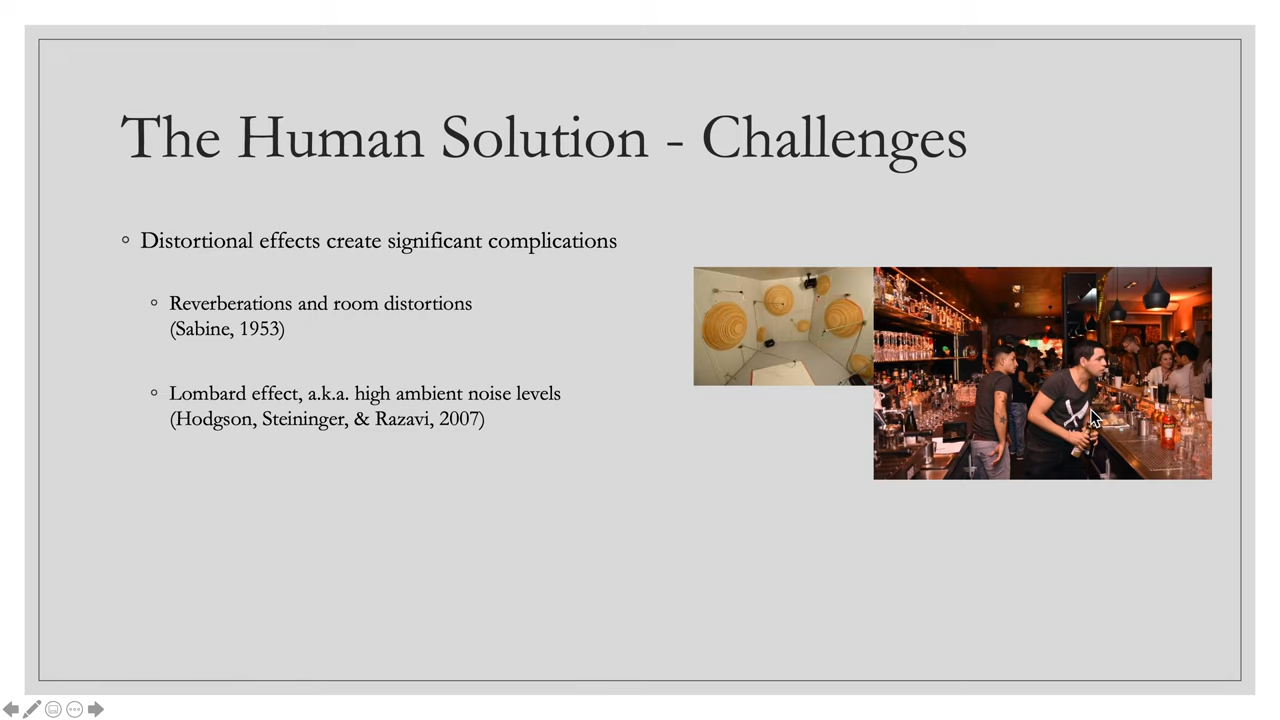 The Human Solution - Challenges
Distortional effects create significant complications
Reverberations and room distortions
(Sabine, 1953)
Lombard effect, a.k.a. high ambient noise levels
(Hodgson, Steininger, & Razavi, 2007)